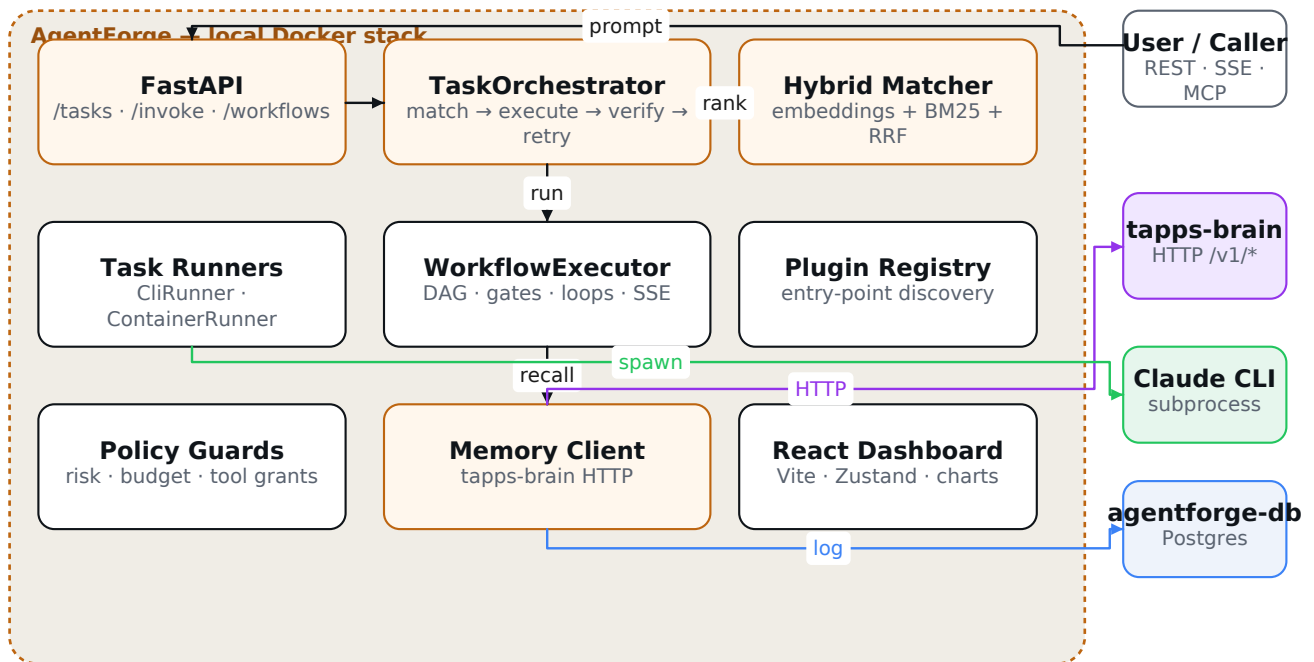 AgentForge — local Docker stack
prompt
User / Caller
REST · SSE ·
MCP
FastAPI
/tasks · /invoke · /workflows
TaskOrchestrator
match → execute → verify →
retry
rank
Hybrid Matcher
embeddings + BM25 +
RRF
run
Task Runners
CliRunner ·
ContainerRunner
WorkflowExecutor
DAG · gates · loops · SSE
Plugin Registry
entry-point discovery
tapps-brain
HTTP /v1/*
spawn
recall
HTTP
Claude CLI
subprocess
Policy Guards
risk · budget · tool grants
Memory Client
tapps-brain HTTP
React Dashboard
Vite · Zustand · charts
agentforge-db
Postgres
log